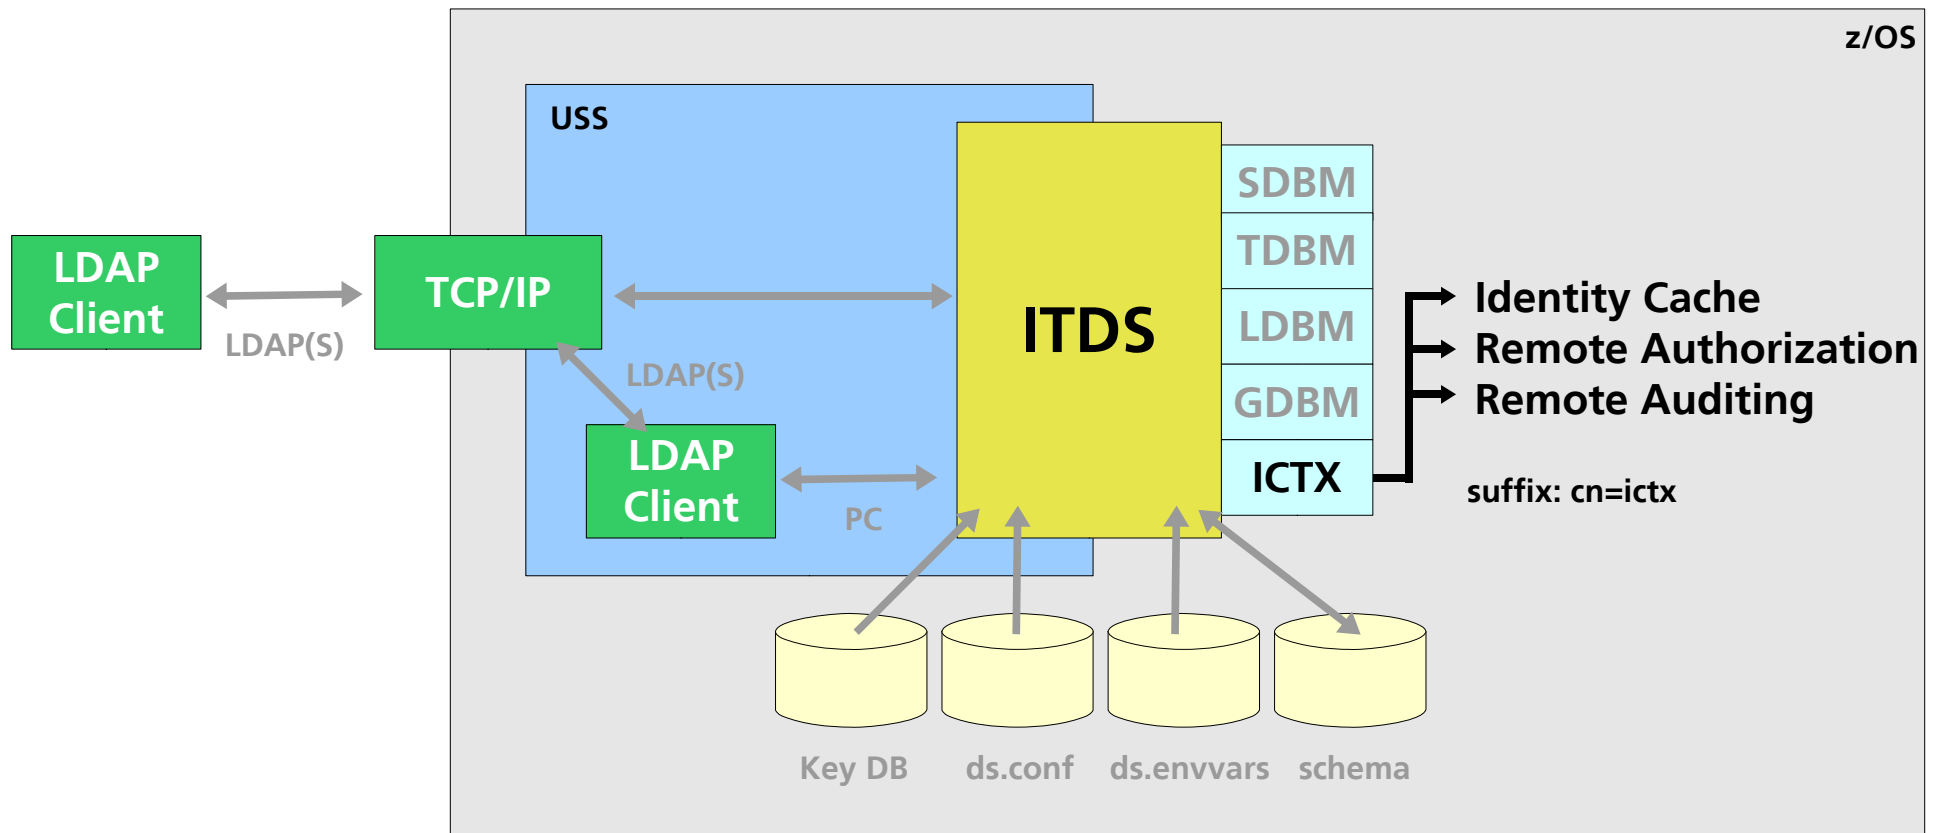 z/OS
USS
SDBM
TDBM
LDBM
GDBM
ICTX
ITDS
LDAP
Client
LDAP(S)
TCP/IP
LDAP(S)
LDAP
Client
PC
Identity Cache
Remote Authorization
Remote Auditing
suffix: cn=ictx
Key DB
ds.conf
ds.envvars
schema